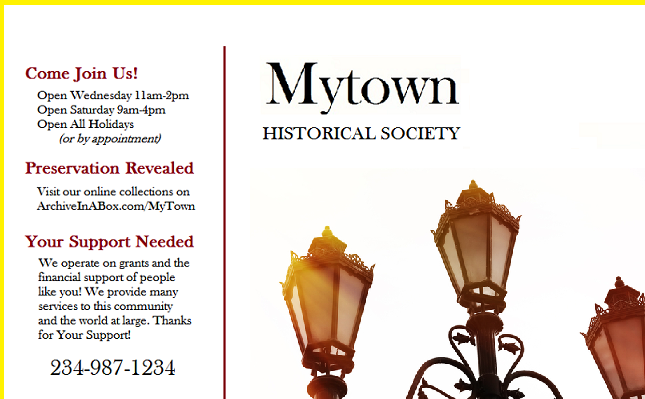 Come Join Us!
Open Wednesday 11am-2pm
Open Saturday 9am-4pm
Open All Holidays
(or by appointment)
Preservation Revealed
Visit our online collections on
ArchiveInABox.com/MyTown
Your Support Needed
We operate on grants and the
financial support of people
like you! We provide many
services to this community
and the world at large. Thanks
for Your Support!
234-987-1234
Mytown
HISTORICAL SOCIETY